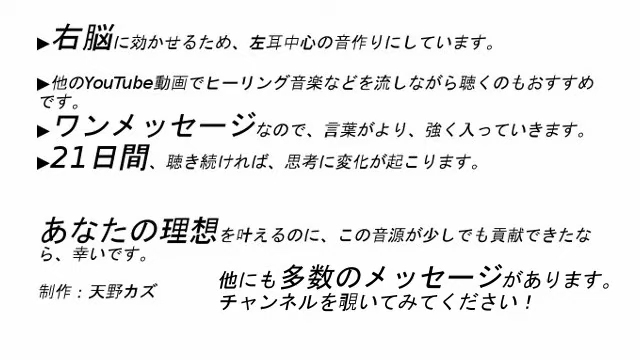 ▶右脳に効かせるため、左耳中心の音作りにしています。
▶他のYouTube動画でヒーリング音楽などを流しながら聴くのもおすすめ
です。
▶ワンメッセージなので、言葉がより、強く入っていきます。
▶21日間、聴き続ければ、思考に変化が起こります。
あなたの理想を叶えるのに、この音源が少しでも貢献できたな
ら、幸いです。
他にも多数のメッセージがあります。
制作：天野カズ
チャンネルを覗いてみてください！